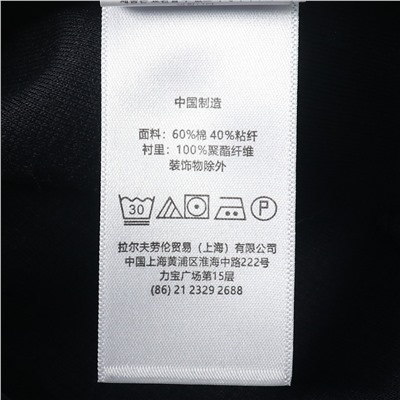 中国制造
面料：60%棉 40%粘纤
衬里：100%聚酯纤维
装饰物除外
30 P
拉尔夫劳伦贸易（上海）有限公司
中国上海黄浦区淮海中路222号
力宝广场第15层
(86) 21 2329 2688